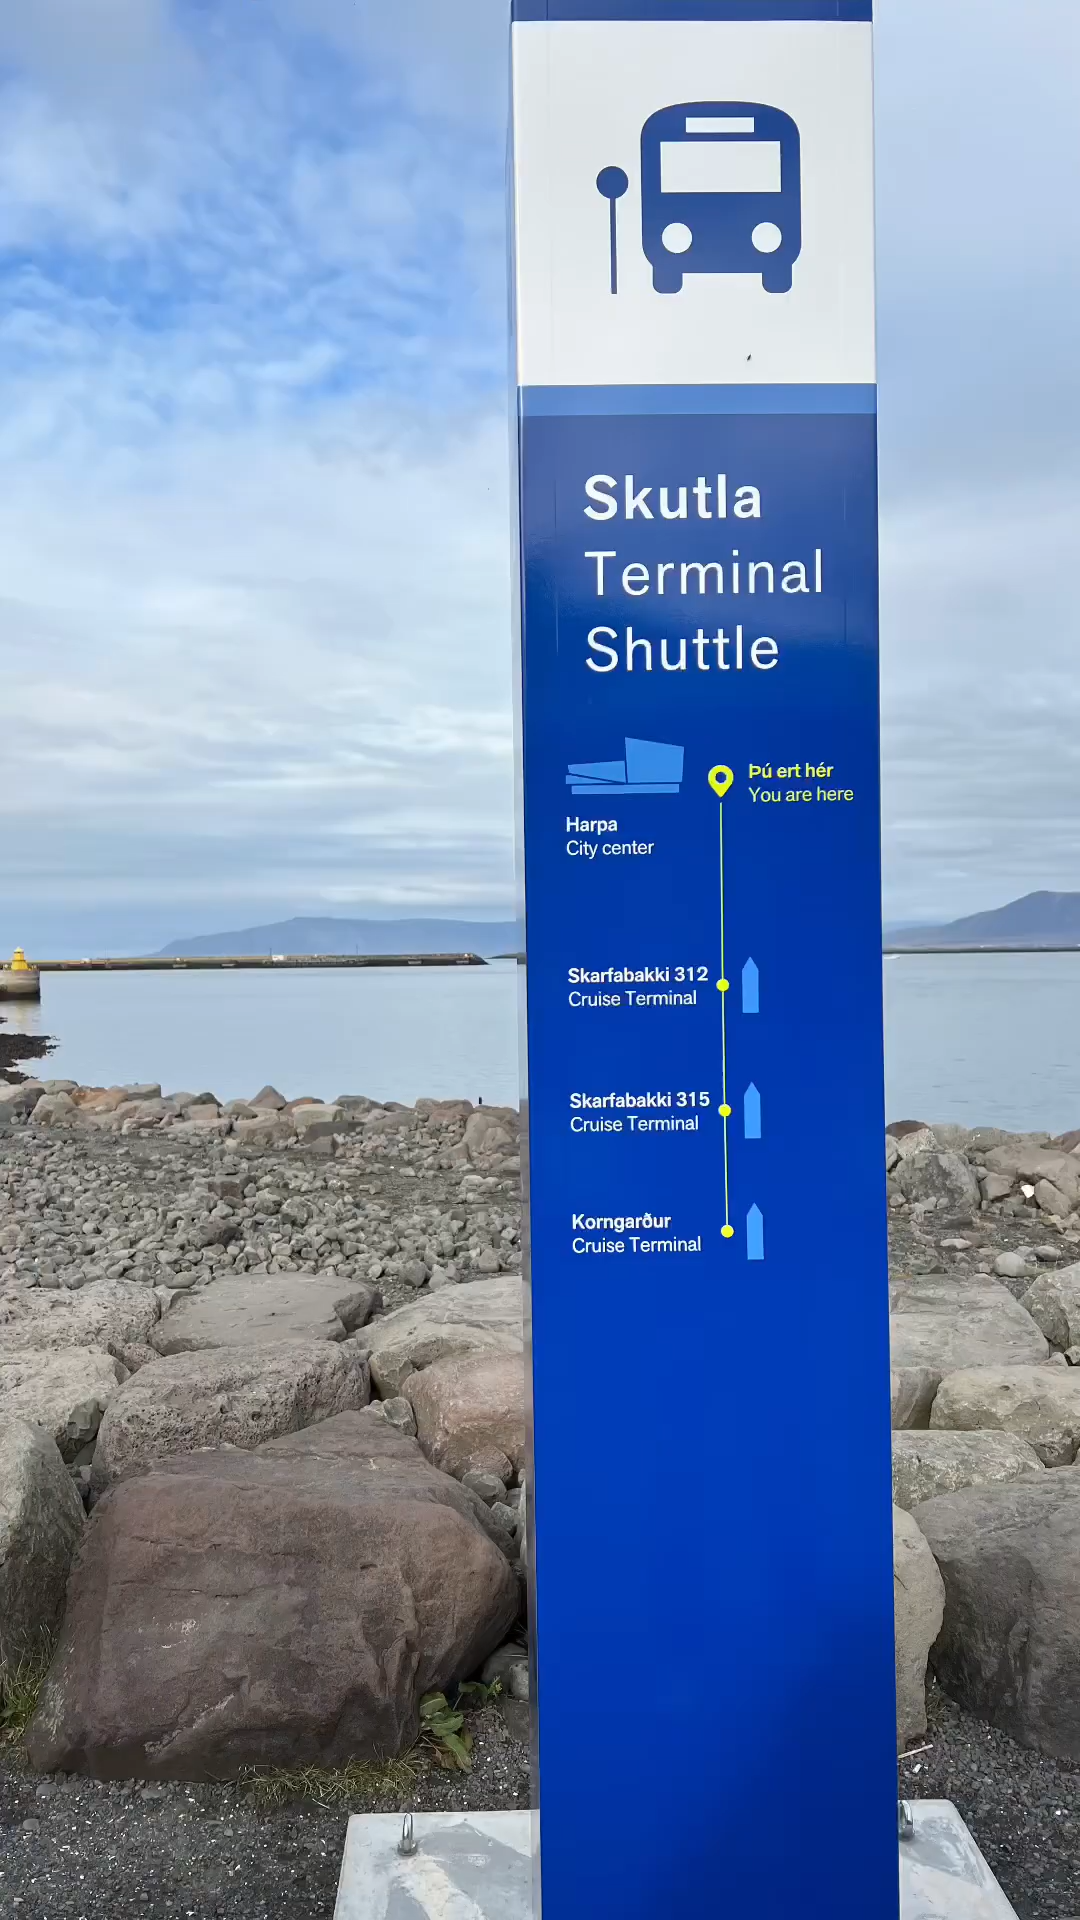 Skutla
Terminal
Shuttle
Þú ert hér
You are here
Harpa
City center
Skarfabakki 312
Cruise Terminal
Skarfabakki 315
Cruise Terminal
Korngarður
Cruise Terminal